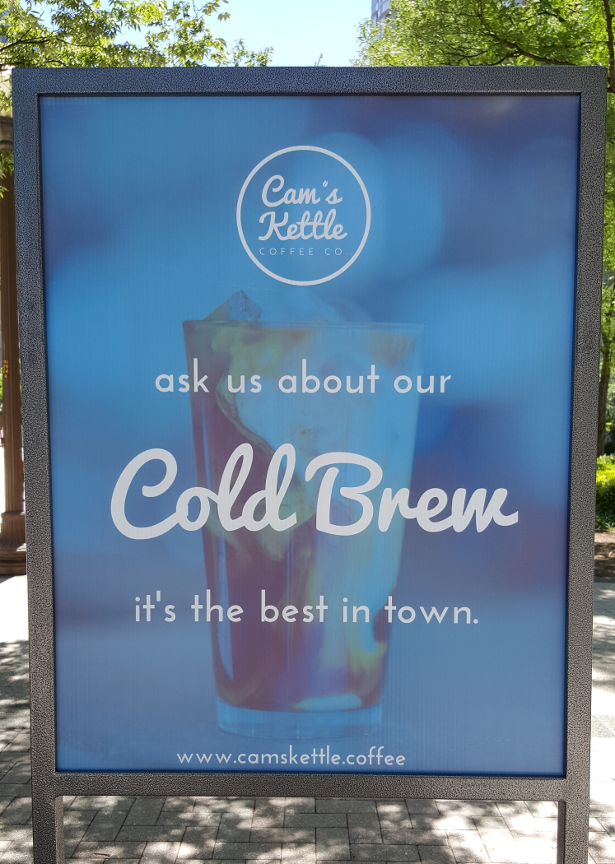 Cam's
Kettle
COFFEE CO.
ask us about our
Cold Brew
it's the best in town.
www.camskettle.coffee